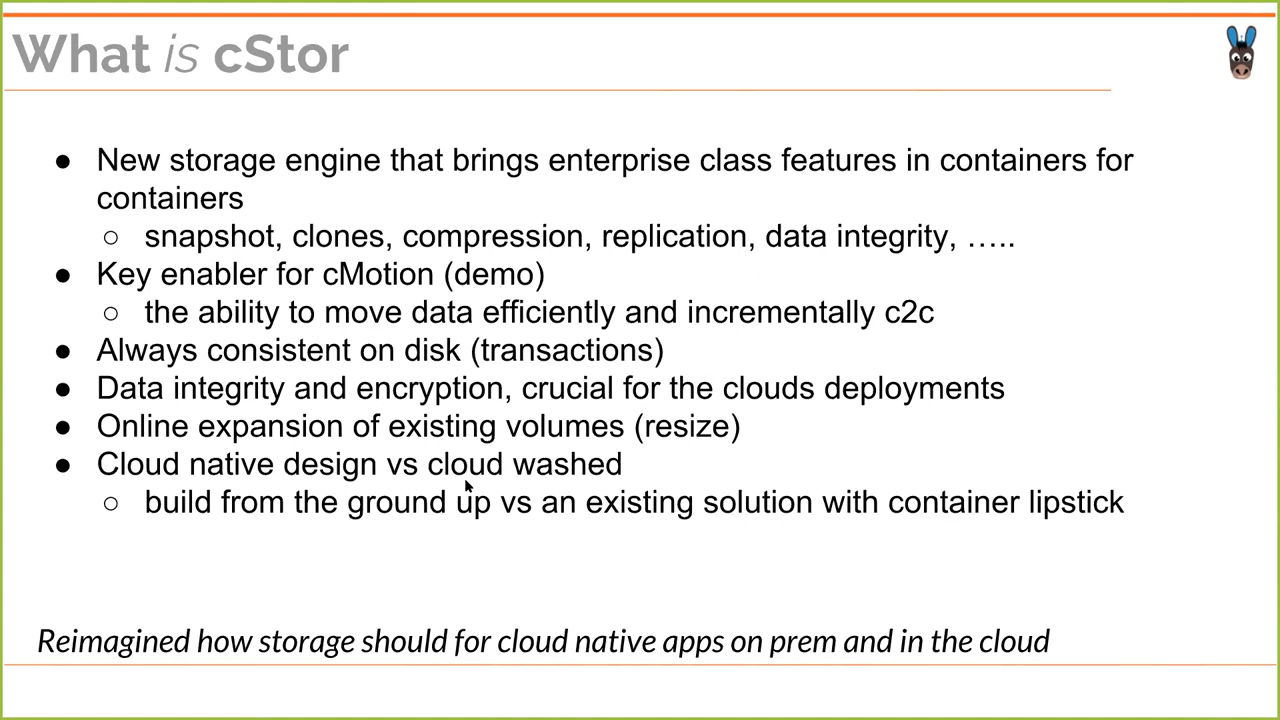 What is cStor
● New storage engine that brings enterprise class features in containers for
containers
○ snapshot, clones, compression, replication, data integrity, …..
● Key enabler for cMotion (demo)
○ the ability to move data efficiently and incrementally c2c
● Always consistent on disk (transactions)
● Data integrity and encryption, crucial for the clouds deployments
● Online expansion of existing volumes (resize)
● Cloud native design vs cloud washed
○ build from the ground up vs an existing solution with container lipstick
Reimagined how storage should for cloud native apps on prem and in the cloud